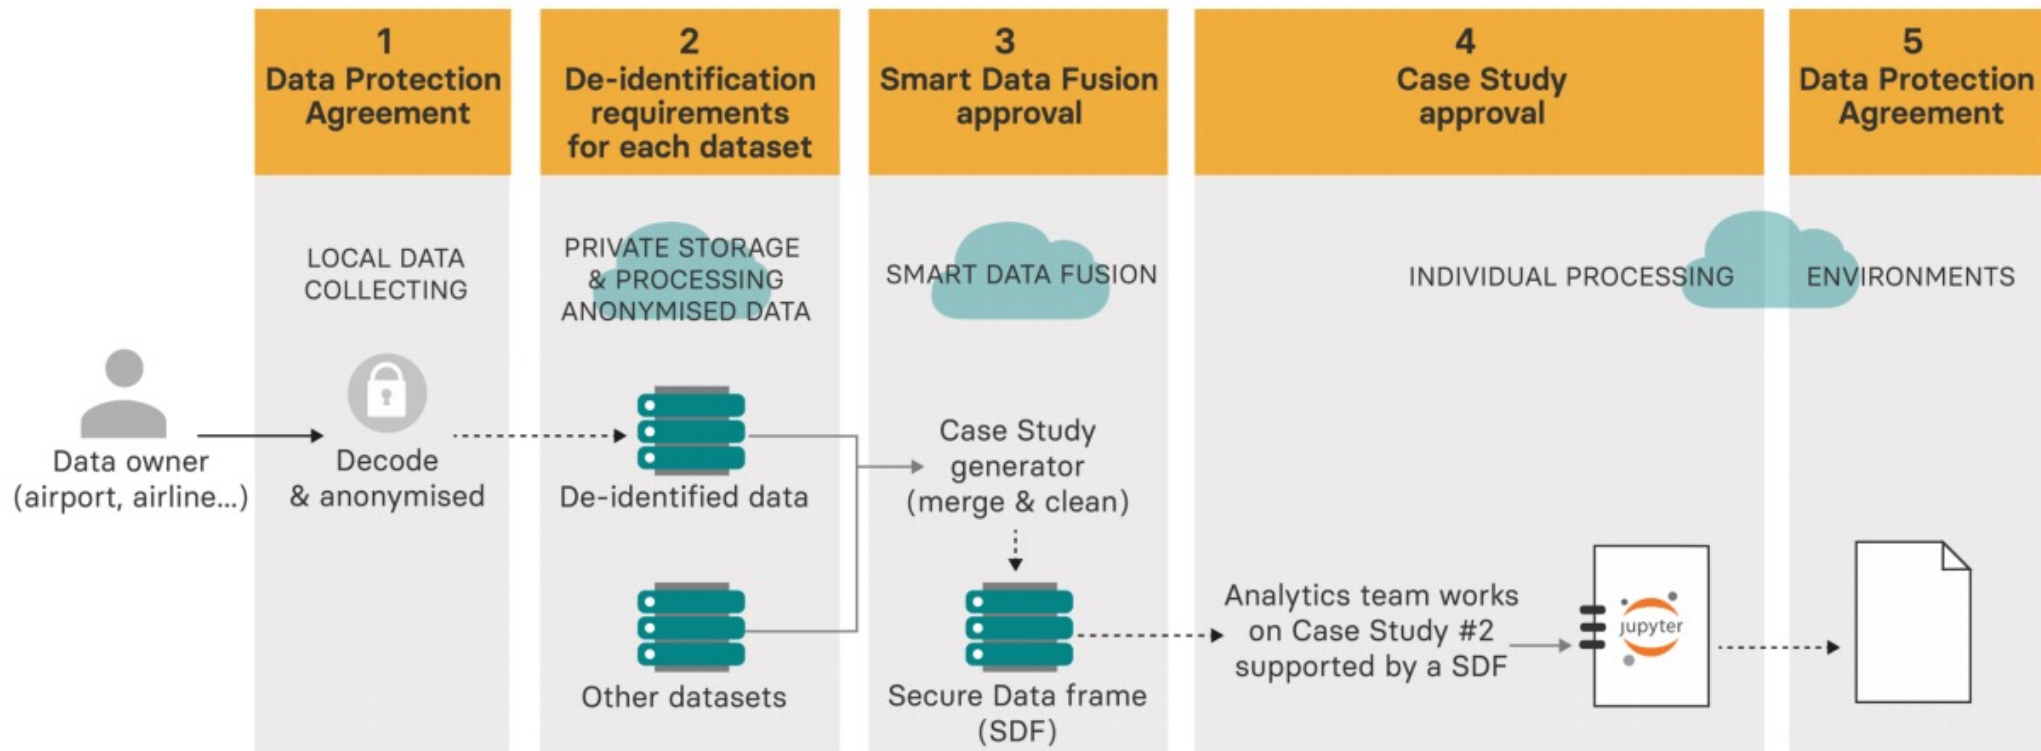 1
Data Protection
Agreement
2
De-identification
requirements
for each dataset
3
Smart Data Fusion
approval
4
Case Study
approval
5
Data Protection
Agreement
LOCAL DATA
COLLECTING
PRIVATE STORAGE
& PROCESSING
ANONYMISED DATA
SMART DATA FUSION
INDIVIDUAL PROCESSING ENVIRONMENTS
Data owner
(airport, airline...)
Decode
& anonymised
De-identified data
Other datasets
Case Study
generator
(merge & clean)
Secure Data frame
(SDF)
Analytics team works
on Case Study #2
supported by a SDF
jupyter